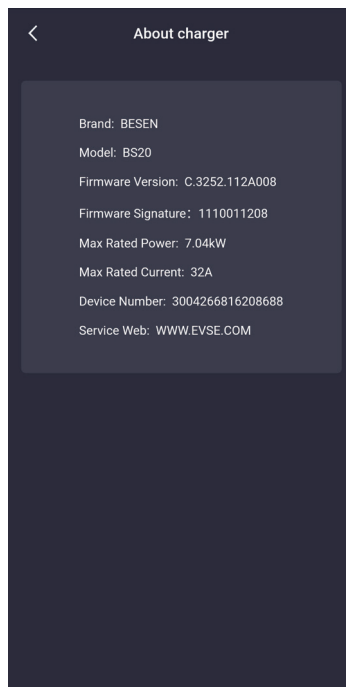 About charger
Brand: BESEN
Model: BS20
Firmware Version: C.3252.112A008
Firmware Signature： 1110011208
Max Rated Power: 7.04kW
Max Rated Current: 32A
Device Number: 3004266816208688
Service Web: WWW.EVSE.COM